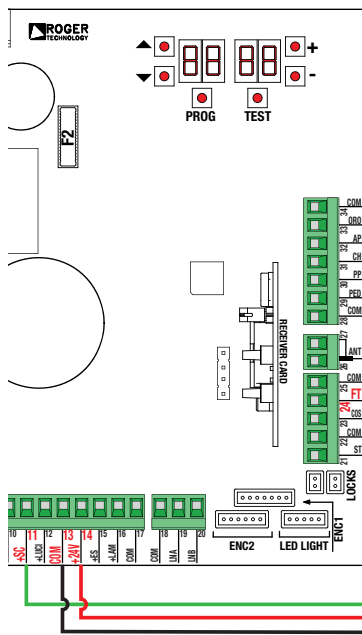 ROGER
TECHNOLOGY
+
-
PROG
TEST
F2
COM
34
ORO
33
AP
32
CH
31
PP
30
PED
29
COM
28
27
ANT
26
COM
25
FT
24
COS
23
COM
22
ST
21
RECEIVER CARD
LOCKS
ENC1
ENC2
LED LIGHT
10
11
12
13
14
15
16
17
18
19
20
+SC
+LUCI
COM
+24V
+ES
+LAM
COM
COM
LNA
LNB